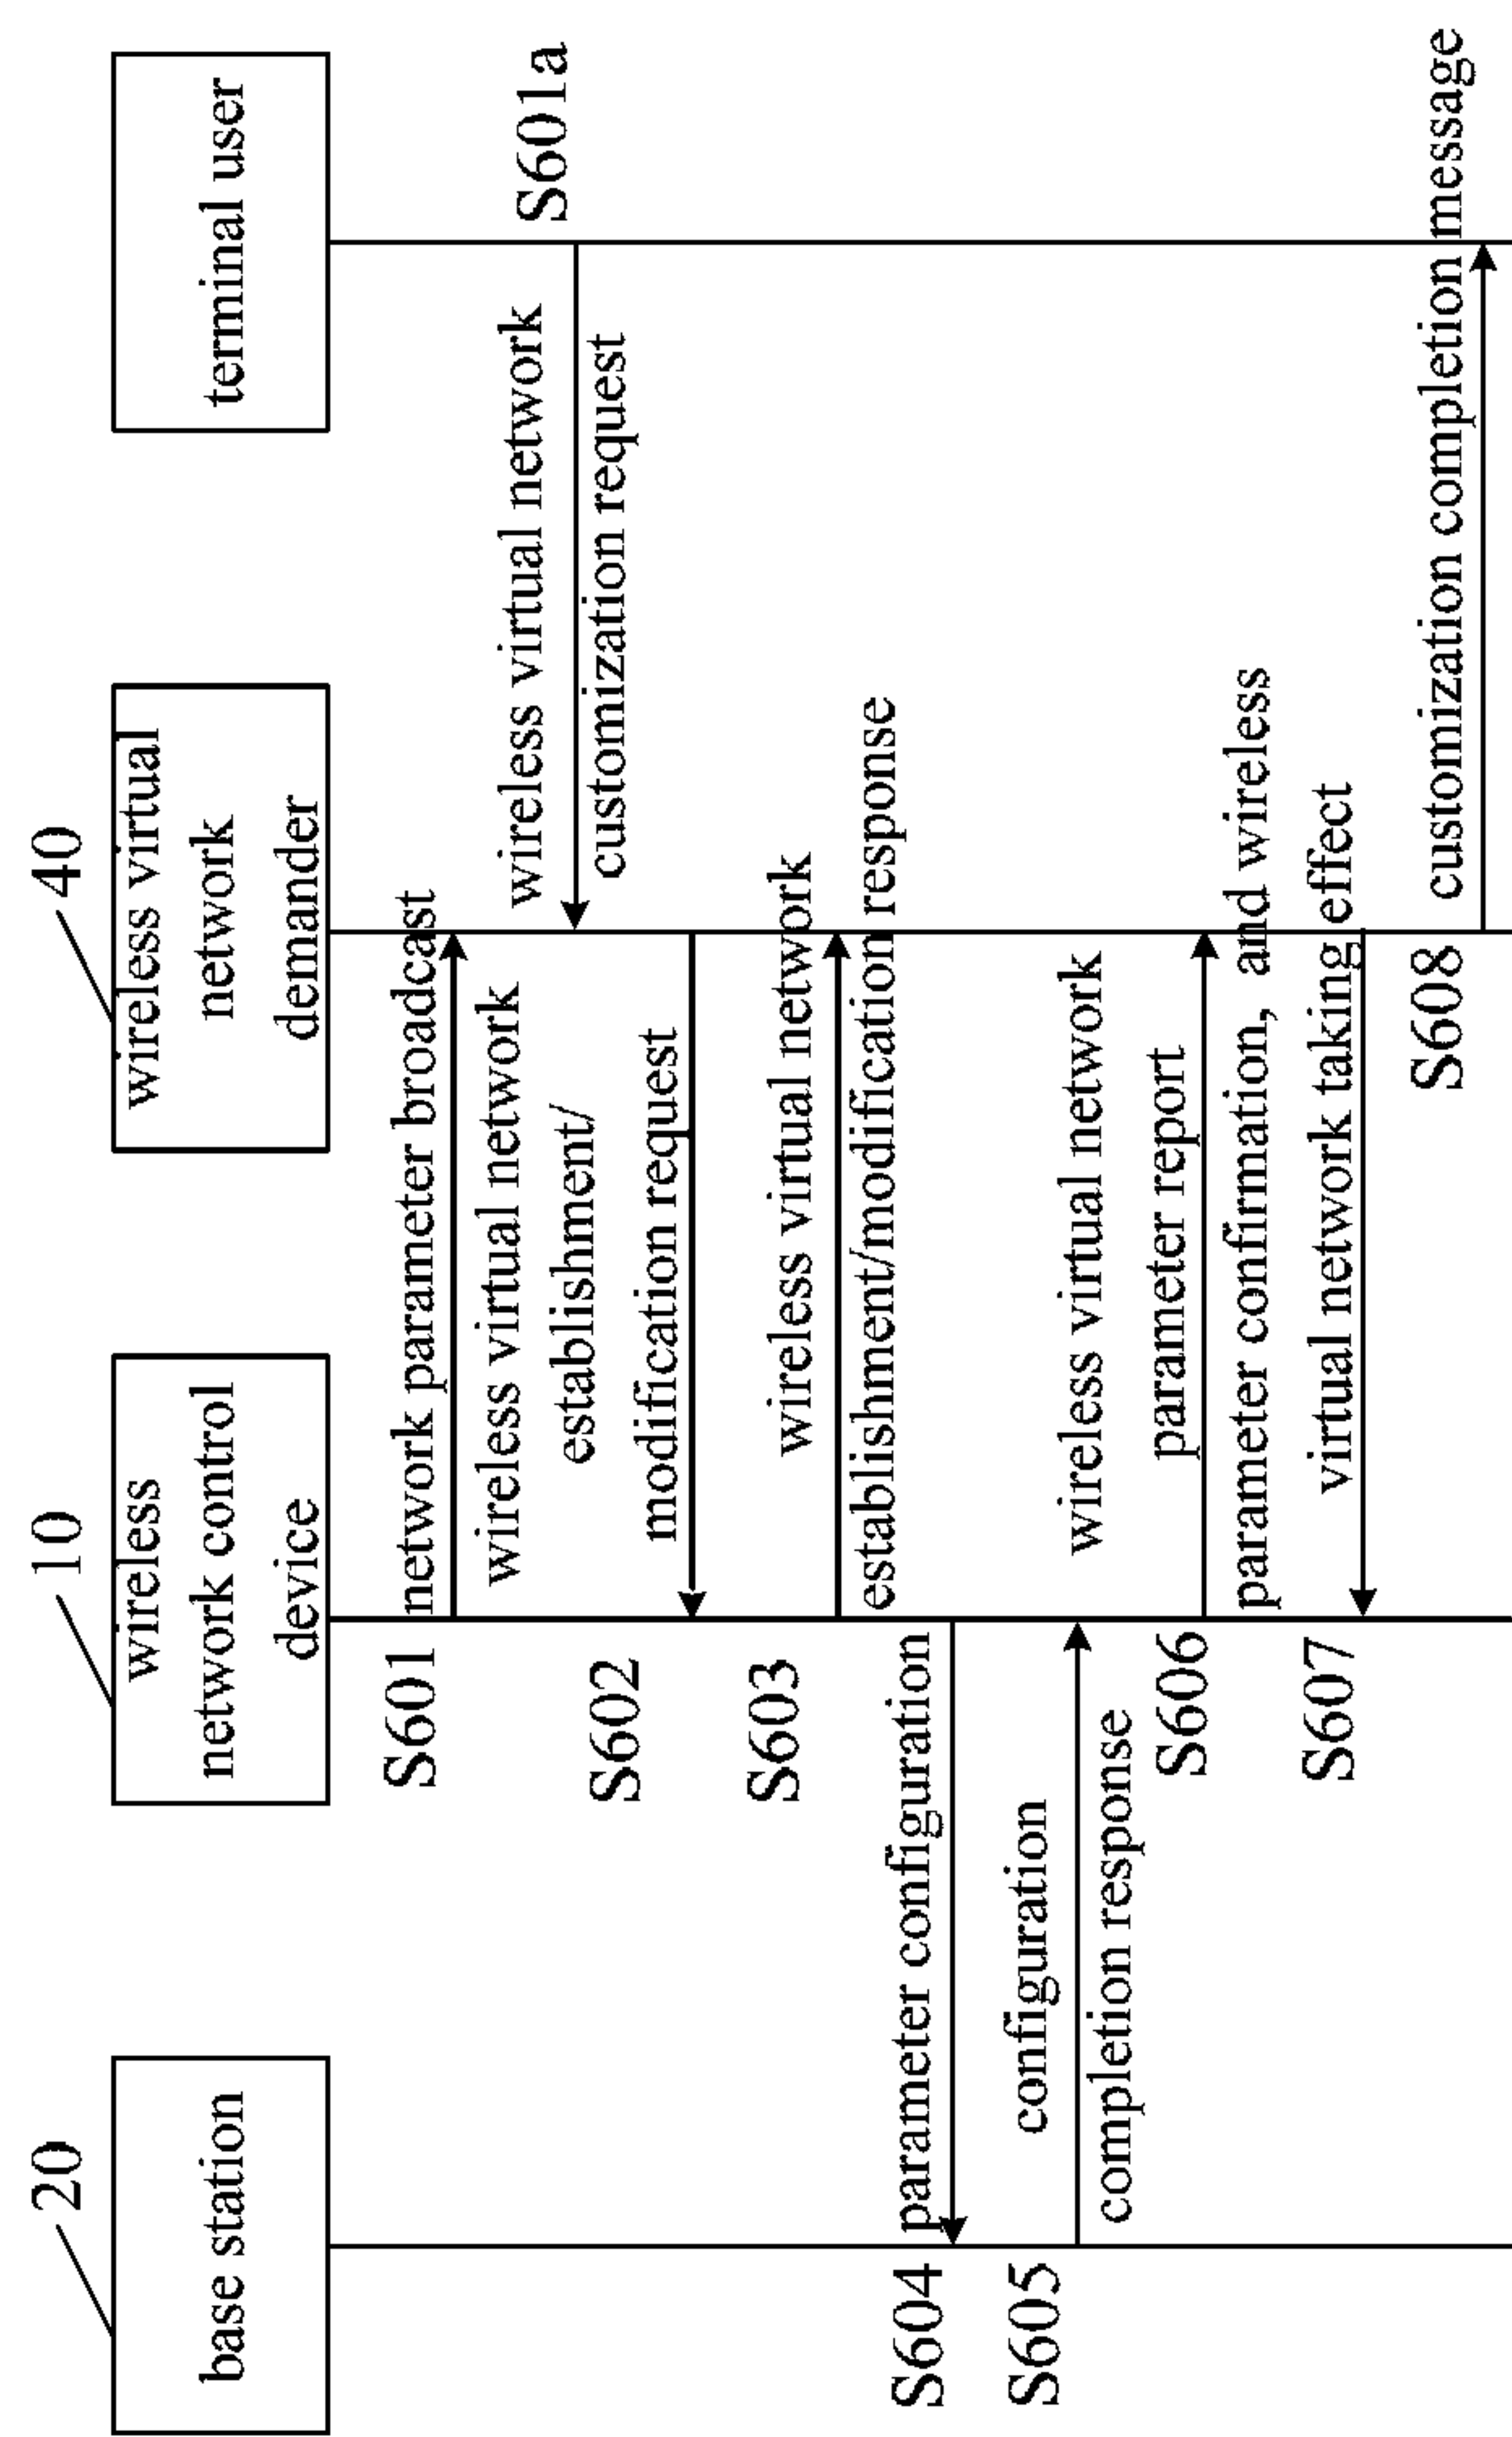 20
base station
10
wireless
network control
device
40
wireless virtual
network
demander
terminal user
S601
network parameter broadcast
S601a
wireless virtual network
customization request
S602
wireless virtual network
establishment/
modification request
S603
wireless virtual network
establishment/modification response
S604
parameter configuration
S605
configuration
completion response
S606
wireless virtual network
parameter report
S607
parameter confirmation, and wireless
virtual network taking effect
S608
customization completion message